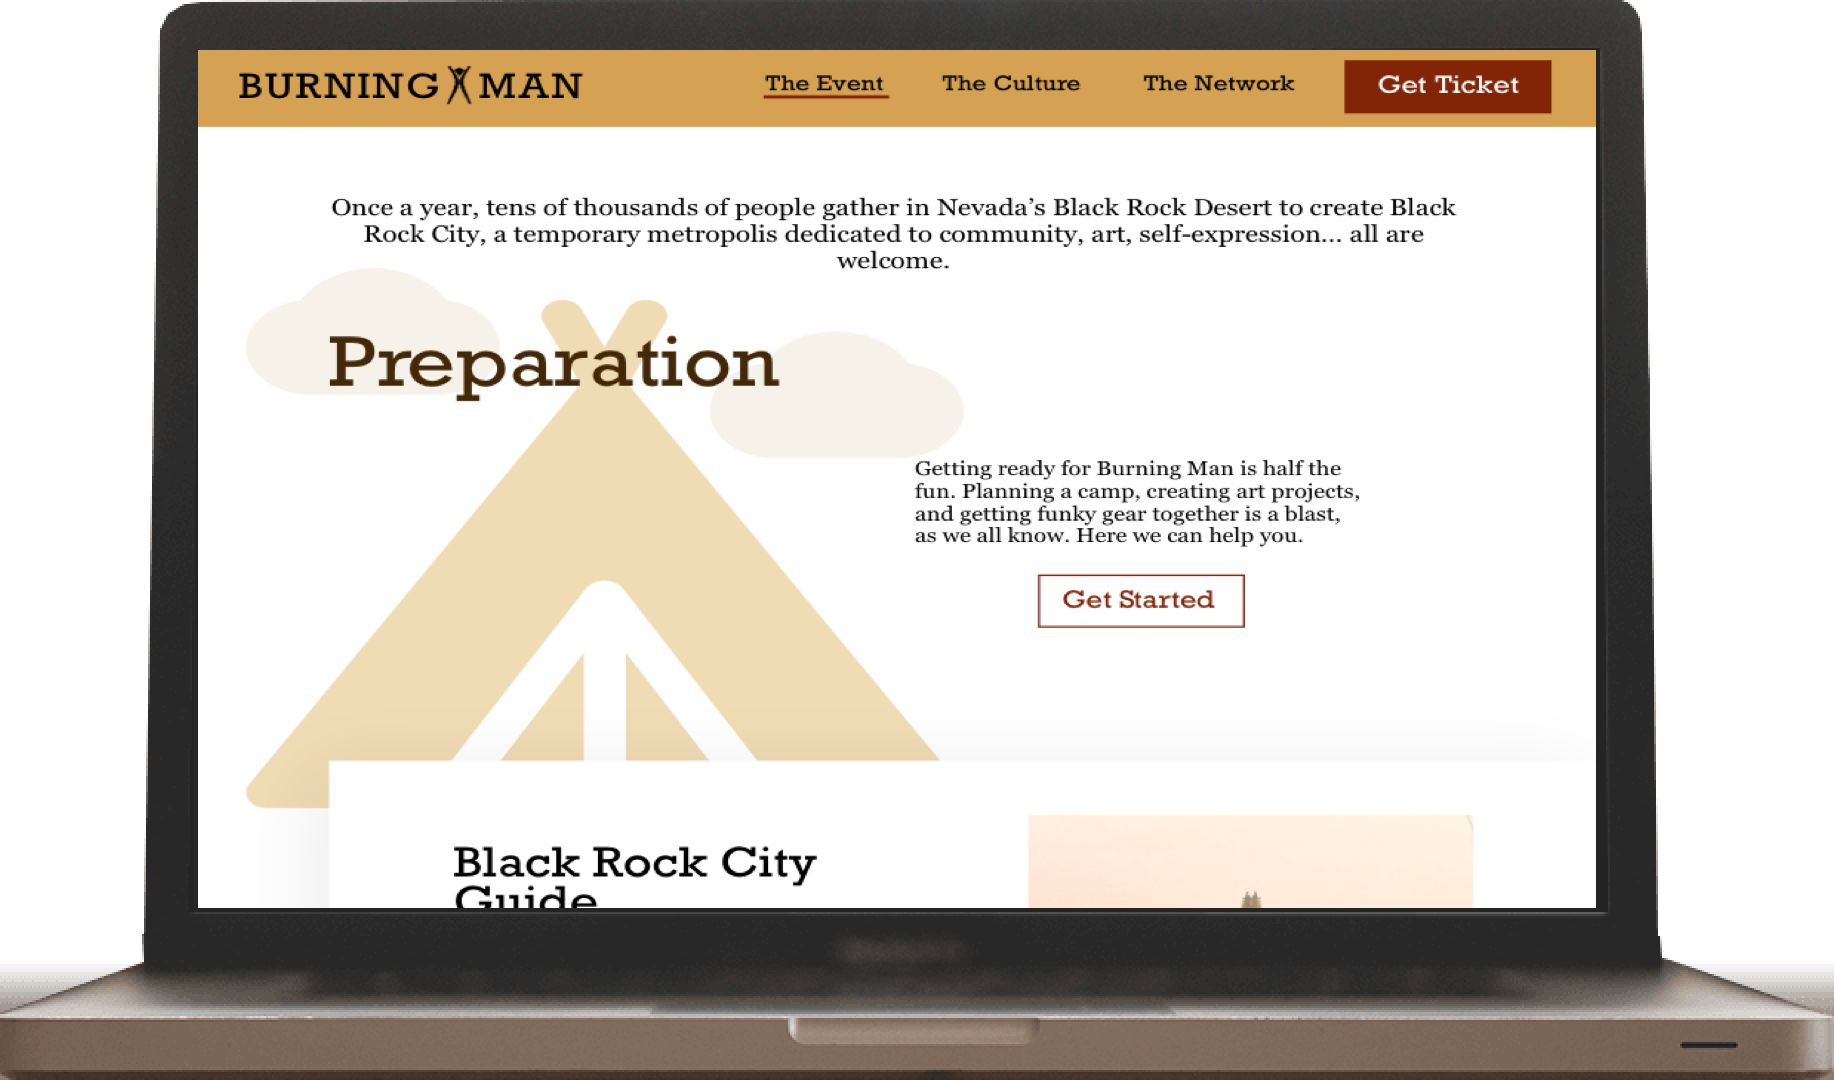 BURNING MAN
The Event
The Culture
The Network
Get Ticket
Once a year, tens of thousands of people gather in Nevada’s Black Rock Desert to create Black
Rock City, a temporary metropolis dedicated to community, art, self-expression... all are
welcome.
Preparation
Getting ready for Burning Man is half the
fun. Planning a camp, creating art projects,
and getting funky gear together is a blast,
as we all know. Here we can help you.
Get Started
Black Rock City
Guide